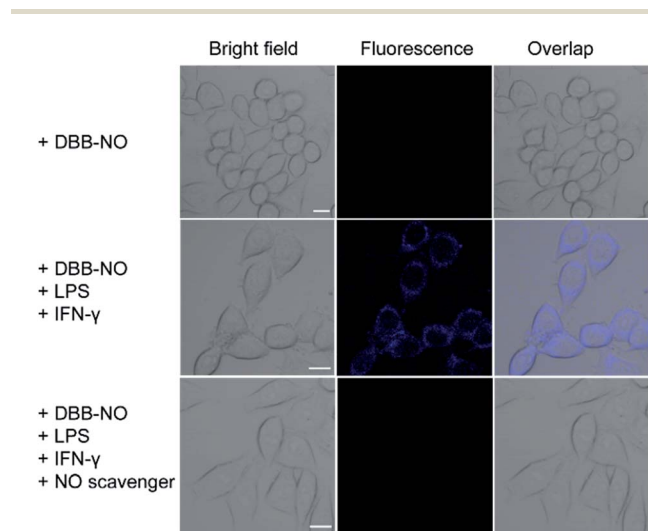 Bright field Fluorescence Overlap
+ DBB-NO
+ DBB-NO
+ LPS
+ IFN-γ
+ DBB-NO
+ LPS
+ IFN-γ
+ NO scavenger